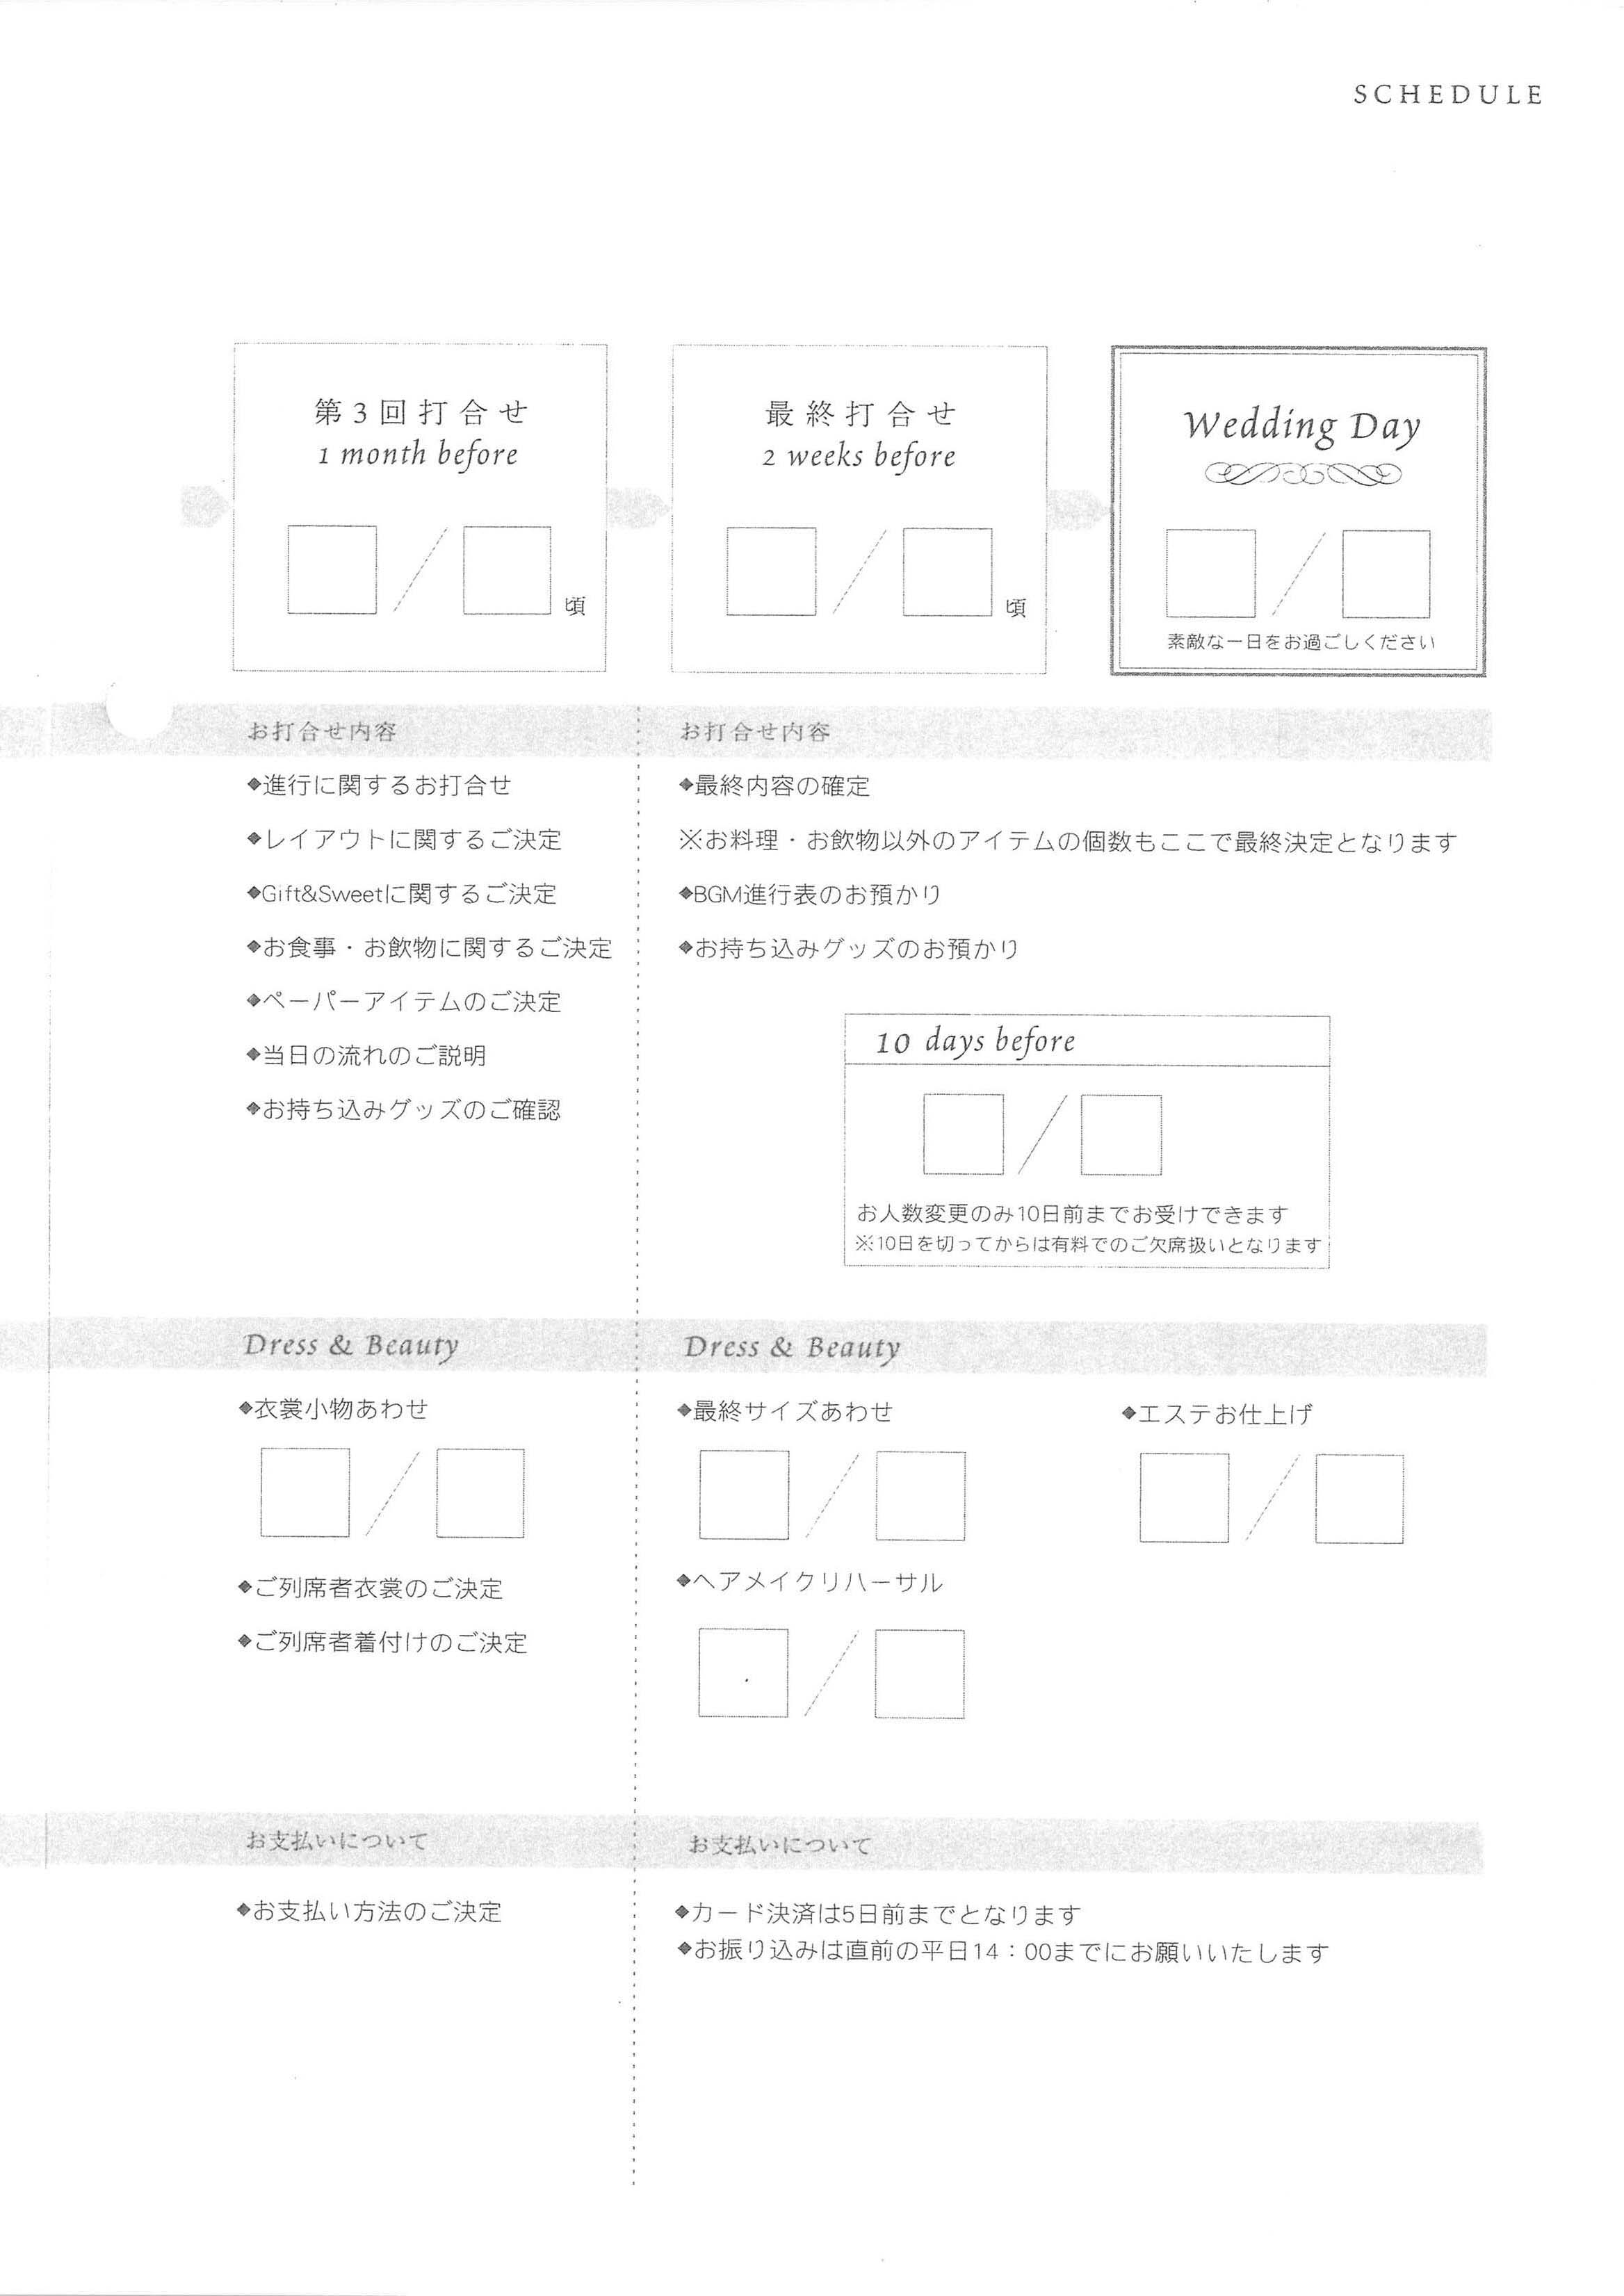 SCHEDULE
第3回打合せ
1 month before
頃
最終打合せ
2 weeks before
頃
Wedding Day
素敵な一日をお過ごしください
お打合せ内容
◆進行に関するお打合せ
◆レイアウトに関するご決定
◆Gift&Sweetに関するご決定
◆お食事・お飲物に関するご決定
◆ペーパーアイテムのご決定
◆当日の流れのご説明
◆お持ち込みグッズのご確認
お打合せ内容
◆最終内容の確定
※お料理・お飲物以外のアイテムの個数もここで最終決定となります
◆BGM進行表のお預かり
◆お持ち込みグッズのお預かり
10 days before
お人数変更のみ10日前までお受けできます
※10日を切ってからは有料でのご欠席扱いとなります
Dress & Beauty
◆衣裳小物あわせ
◆ご列席者衣裳のご決定
◆ご列席者着付けのご決定
Dress & Beauty
◆最終サイズあわせ
◆エステお仕上げ
◆ヘアメイクリハーサル
お支払いについて
◆お支払い方法のご決定
お支払いについて
◆カード決済は5日前までとなります
◆お振り込みは直前の平日14：00までにお願いいたします